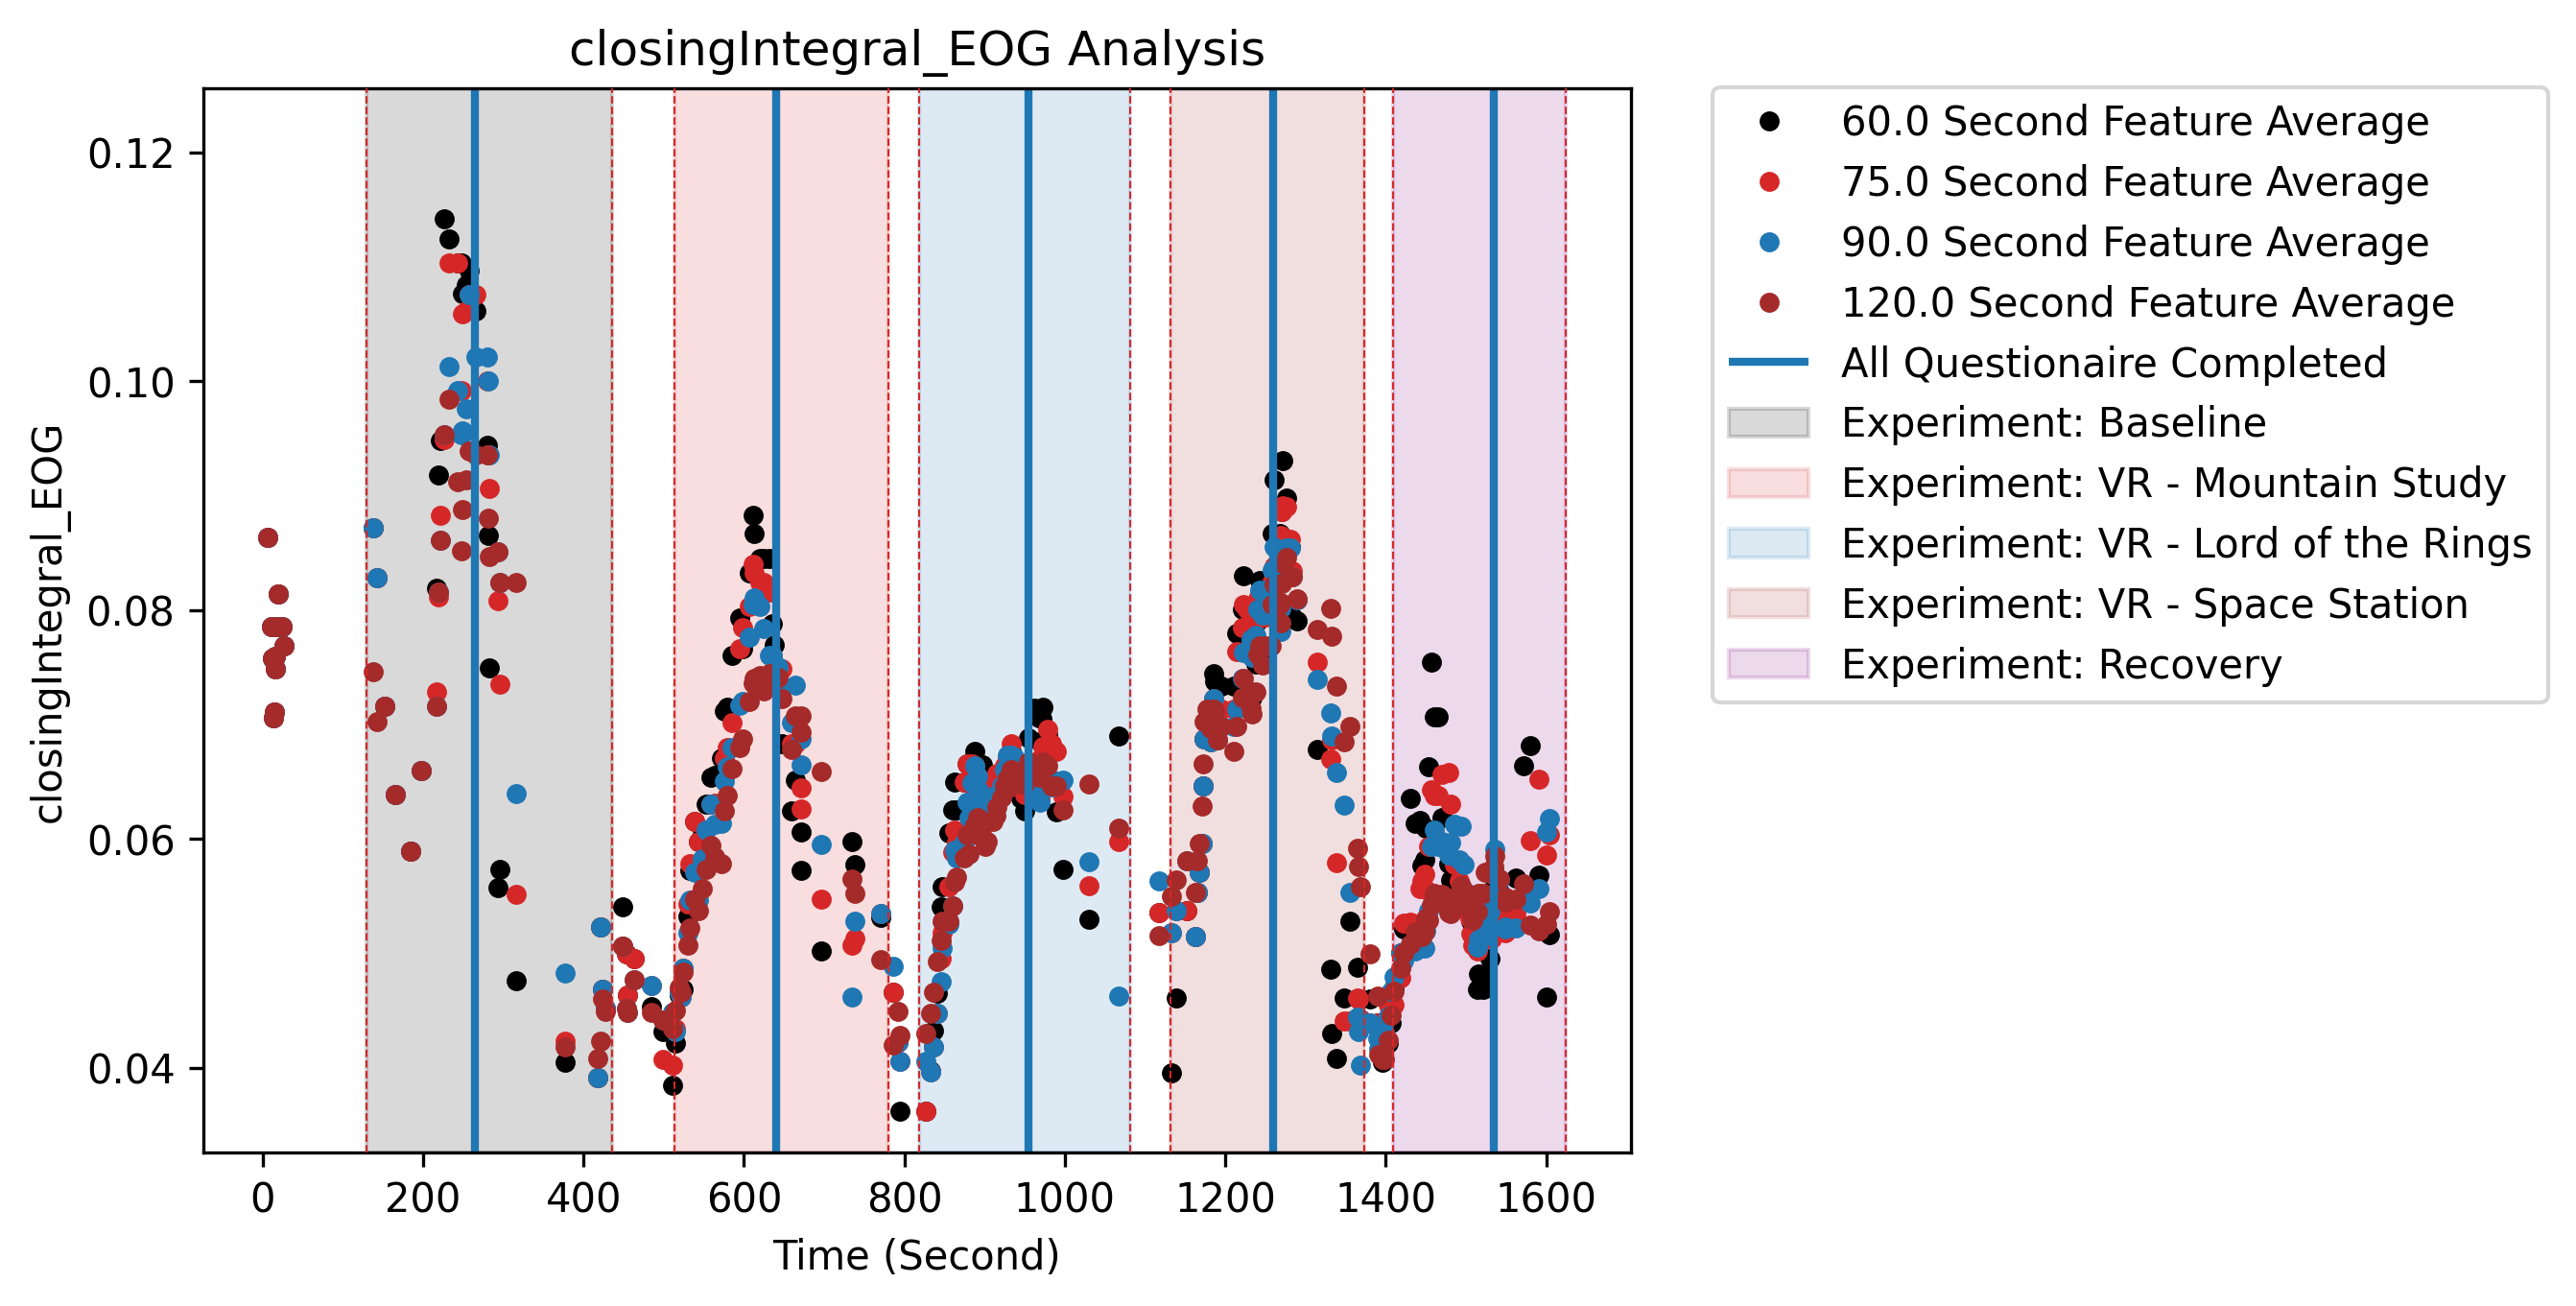 closingIntegral_EOG Analysis
closingIntegral_EOG
0.12
0.10
0.08
0.06
0.04
0
200
400
600
800
1000
1200
1400
1600
Time (Second)
60.0 Second Feature Average
75.0 Second Feature Average
90.0 Second Feature Average
120.0 Second Feature Average
All Questionaire Completed
Experiment: Baseline
Experiment: VR - Mountain Study
Experiment: VR - Lord of the Rings
Experiment: VR - Space Station
Experiment: Recovery